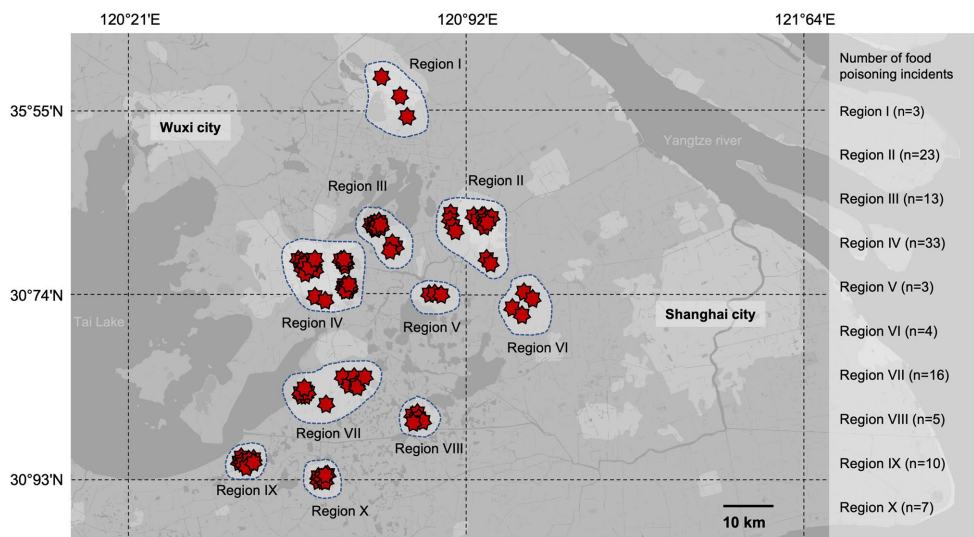 120°21'E
120°92'E
121°64'E
Region I
Number of food
poisoning incidents
35°55'N
Region I (n=3)
Wuxi city
Yangtze river
Region II (n=23)
Region III
Region II
Region III (n=13)
Region IV (n=33)
30°74'N
Region V (n=3)
Tai Lake
Region IV
Region V
Shanghai city
Region VI
Region VI (n=4)
Region VII (n=16)
Region VII
Region VIII
Region VIII (n=5)
Region IX (n=10)
30°93'N
Region IX
Region X
Region X (n=7)
10 km